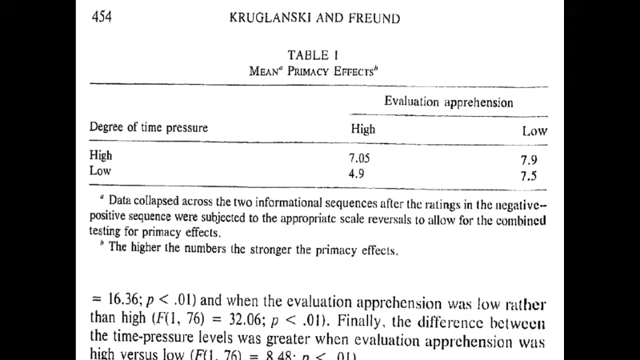 454
KRUGLANSKI AND FREUND
TABLE 1
MEANᵃ PRIMACY EFFECTSᵇ
Evaluation apprehension
Degree of time pressure High Low
High 7.05 7.9
Low 4.9 7.5
ᵃ Data collapsed across the two informational sequences after the ratings in the negative–
positive sequence were subjected to the appropriate scale reversals to allow for the combined
testing for primacy effects.
ᵇ The higher the numbers the stronger the primacy effects.
= 16.36; p < .01) and when the evaluation apprehension was low rather
than high (F(1, 76) = 32.06; p < .01). Finally, the difference between
the time-pressure levels was greater when evaluation apprehension was
high versus low (F(1, 76) = 8.48; p < .01)